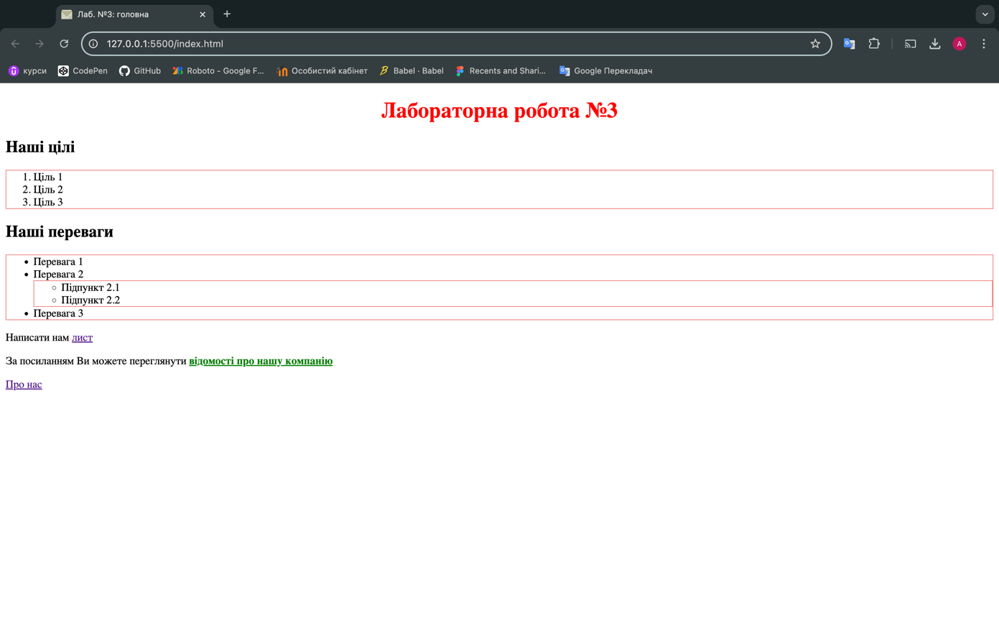 Лаб. №3: головна
127.0.0.1:5500/index.html
A
курси
CodePen
GitHub
Roboto - Google F...
Особистий кабінет
Babel · Babel
Recents and Shari...
Google Перекладач
Лабораторна робота №3
Наші цілі
1. Ціль 1
2. Ціль 2
3. Ціль 3
Наші переваги
• Перевага 1
• Перевага 2
◦ Підпункт 2.1
◦ Підпункт 2.2
• Перевага 3
Написати нам лист
За посиланням Ви можете переглянути відомості про нашу компанію
Про нас